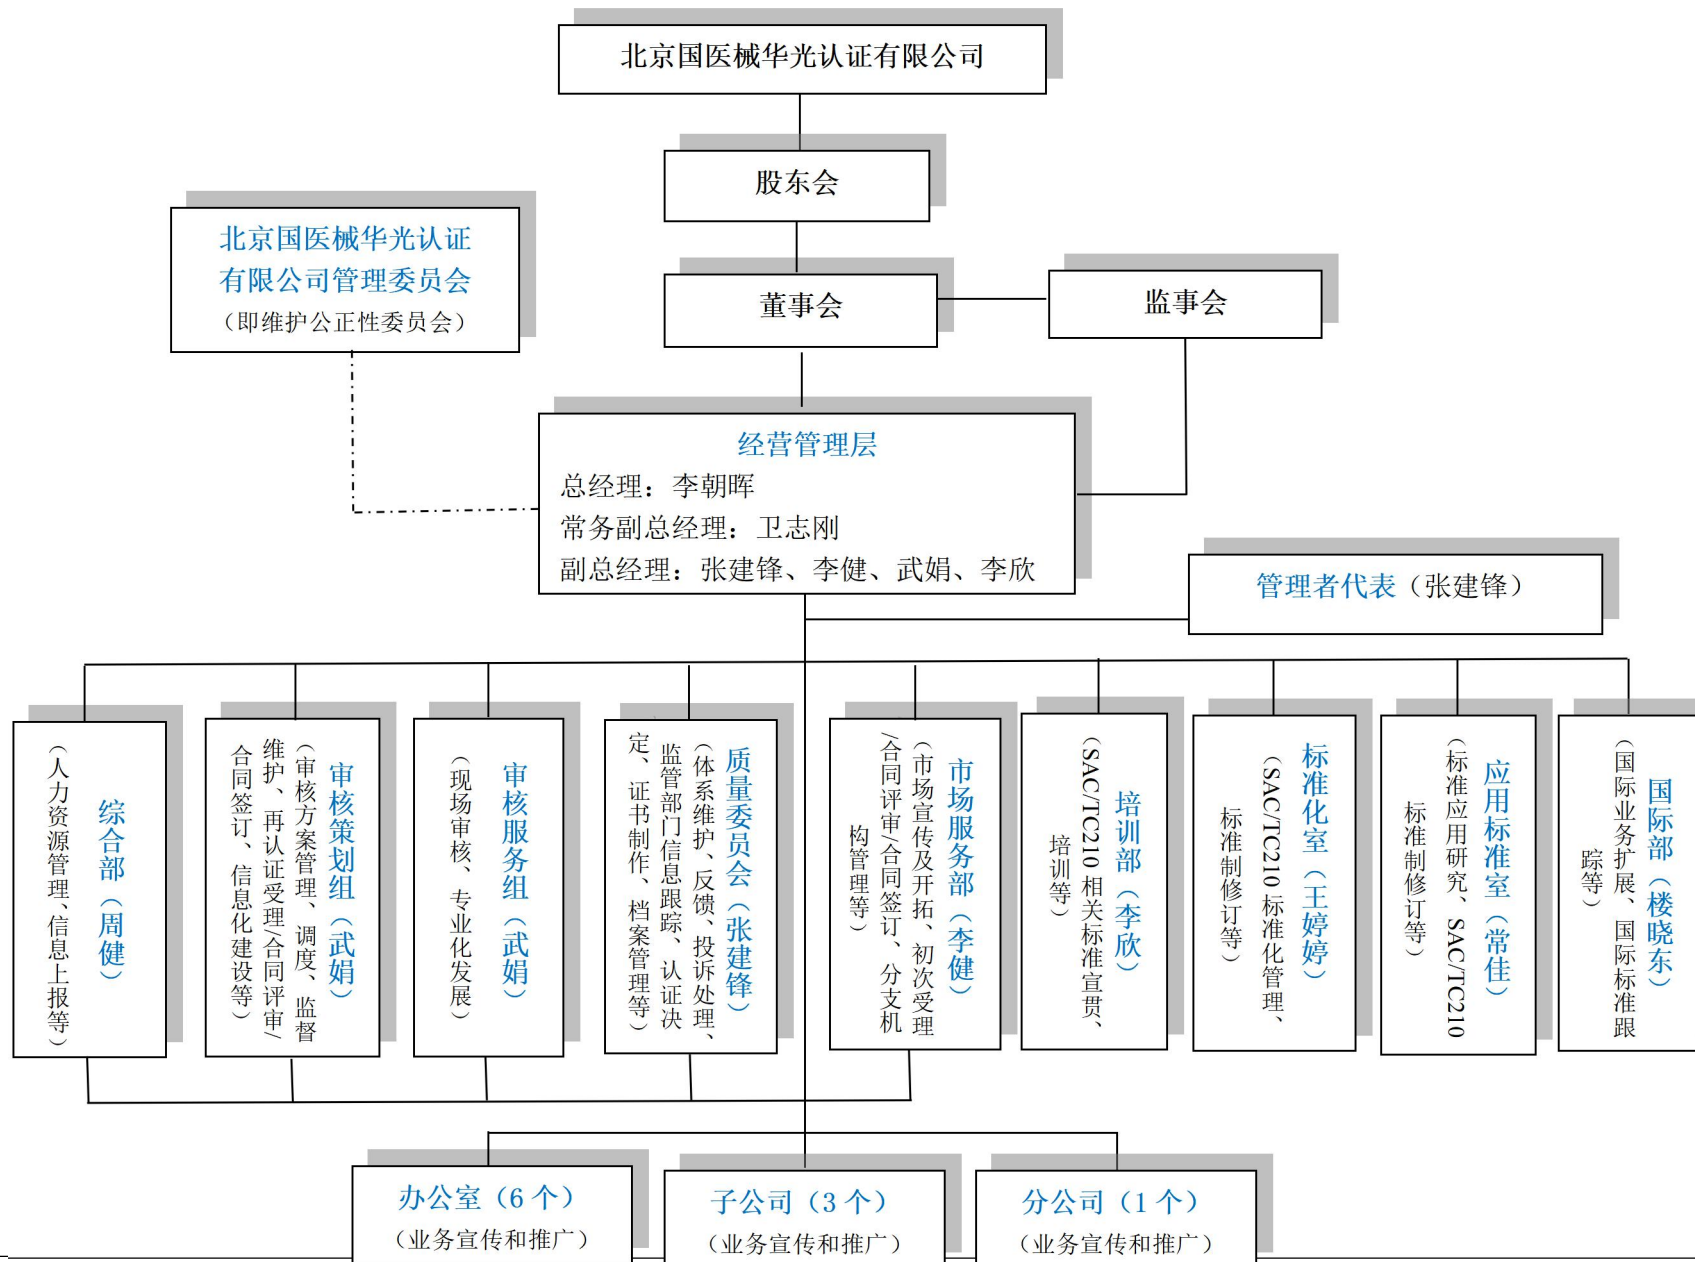 北京国医械华光认证有限公司
股东会
北京国医械华光认证
有限公司管理委员会
（即维护公正性委员会）
董事会
监事会
经营管理层
总经理：李朝晖
常务副总经理：卫志刚
副总经理：张建锋、李健、武娟、李欣
管理者代表（张建锋）
综合部（周健）
（人力资源管理、信息上报等）
审核策划组（武娟）
（审核方案管理、调度、监督
维护、再认证受理/合同评审/
合同签订、信息化建设等）
审核服务组（武娟）
（现场审核、专业化发展）
质量委员会（张建锋）
（体系维护、反馈、投诉处理、
监管部门信息跟踪、认证决
定、证书制作、档案管理等）
市场服务部（李健）
（市场宣传及开拓、初次受理
/合同评审/合同签订、分支机
构管理等）
培训部（李欣）
（SAC/TC210 相关标准宣贯、
培训等）
标准化室（王婷婷）
（SAC/TC210 标准化管理、
标准制修订等）
应用标准室（常佳）
（标准应用研究、SAC/TC210
标准制修订等）
国际部（楼晓东）
（国际业务扩展、国际标准跟
踪等）
办公室（6 个）
（业务宣传和推广）
子公司（3 个）
（业务宣传和推广）
分公司（1 个）
（业务宣传和推广）